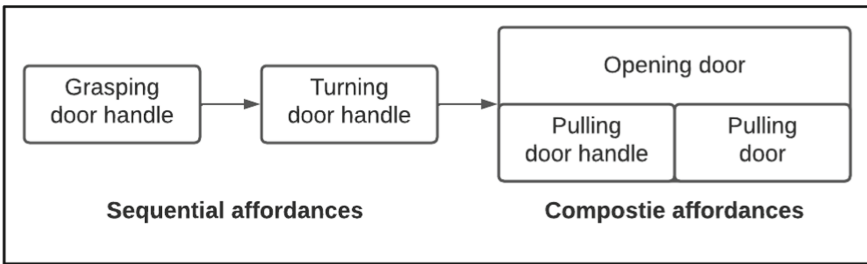 Grasping
door handle
Turning
door handle
Opening door
Pulling
door handle
Pulling
door
Sequential affordances
Compostie affordances